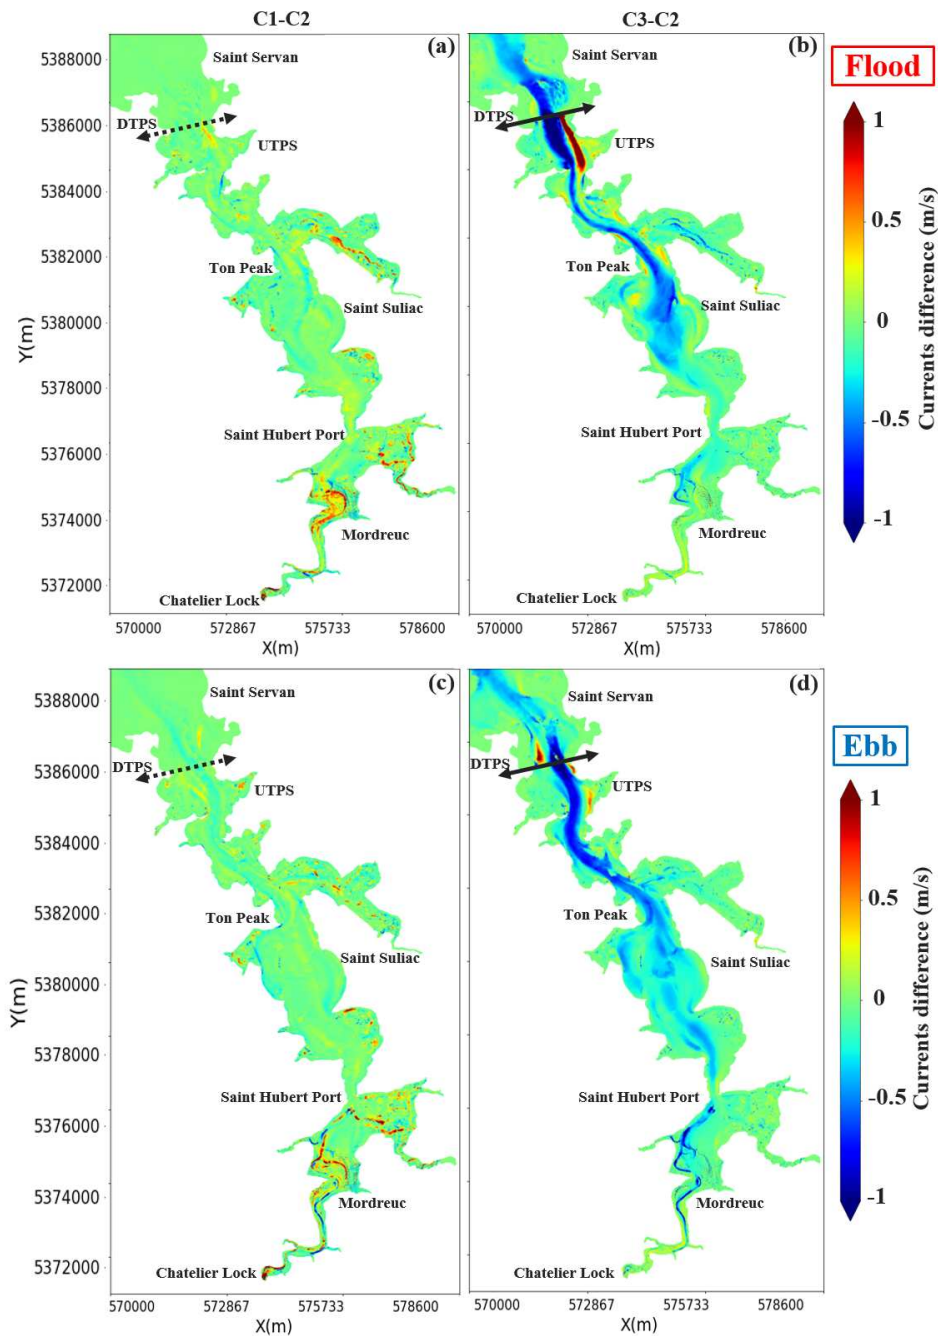 C1-C2
C3-C2
(a)
Saint Servan
DTPS
UTPS
Ton Peak
Saint Suliac
Saint Hubert Port
Mordreuc
Chatelier Lock
5388000
5386000
5384000
5382000
5380000
5378000
5376000
5374000
5372000
Y(m)
570000 572867 575733 578600
X(m)
(b)
Saint Servan
DTPS
UTPS
Ton Peak
Saint Suliac
Saint Hubert Port
Mordreuc
Chatelier Lock
570000 572867 575733 578600
X(m)
Flood
1
0.5
0
-0.5
-1
Currents difference (m/s)
(c)
Saint Servan
DTPS
UTPS
Ton Peak
Saint Suliac
Saint Hubert Port
Mordreuc
Chatelier Lock
5388000
5386000
5384000
5382000
5380000
5378000
5376000
5374000
5372000
Y(m)
570000 572867 575733 578600
X(m)
(d)
Saint Servan
DTPS
UTPS
Ton Peak
Saint Suliac
Saint Hubert Port
Mordreuc
Chatelier Lock
570000 572867 575733 578600
X(m)
Ebb
1
0.5
0
-0.5
-1
Currents difference (m/s)